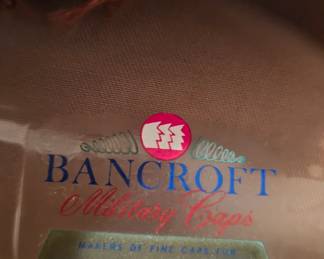 BANCROFT
Military Caps
MAKERS OF FINE CAPS FOR